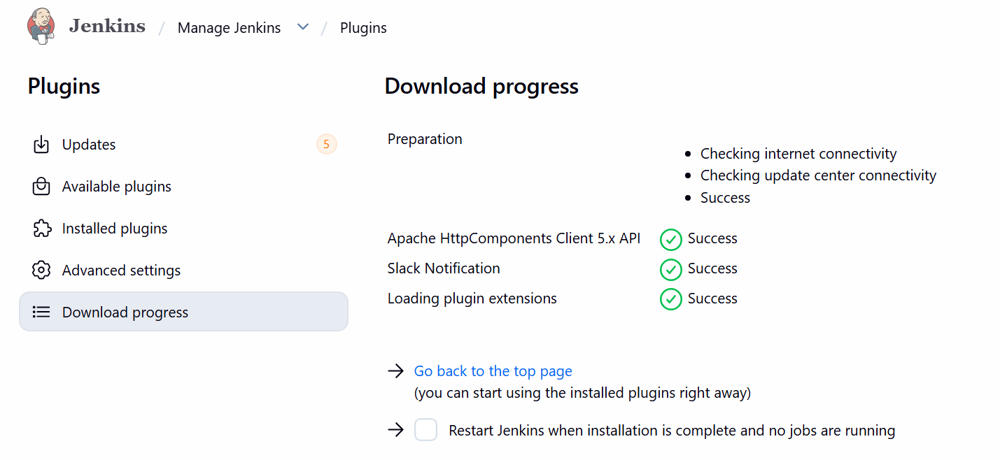 Jenkins / Manage Jenkins / Plugins
Plugins
Updates 5
Available plugins
Installed plugins
Advanced settings
Download progress
Download progress
Preparation
Checking internet connectivity
Checking update center connectivity
Success
Apache HttpComponents Client 5.x API Success
Slack Notification Success
Loading plugin extensions Success
Go back to the top page
(you can start using the installed plugins right away)
Restart Jenkins when installation is complete and no jobs are running